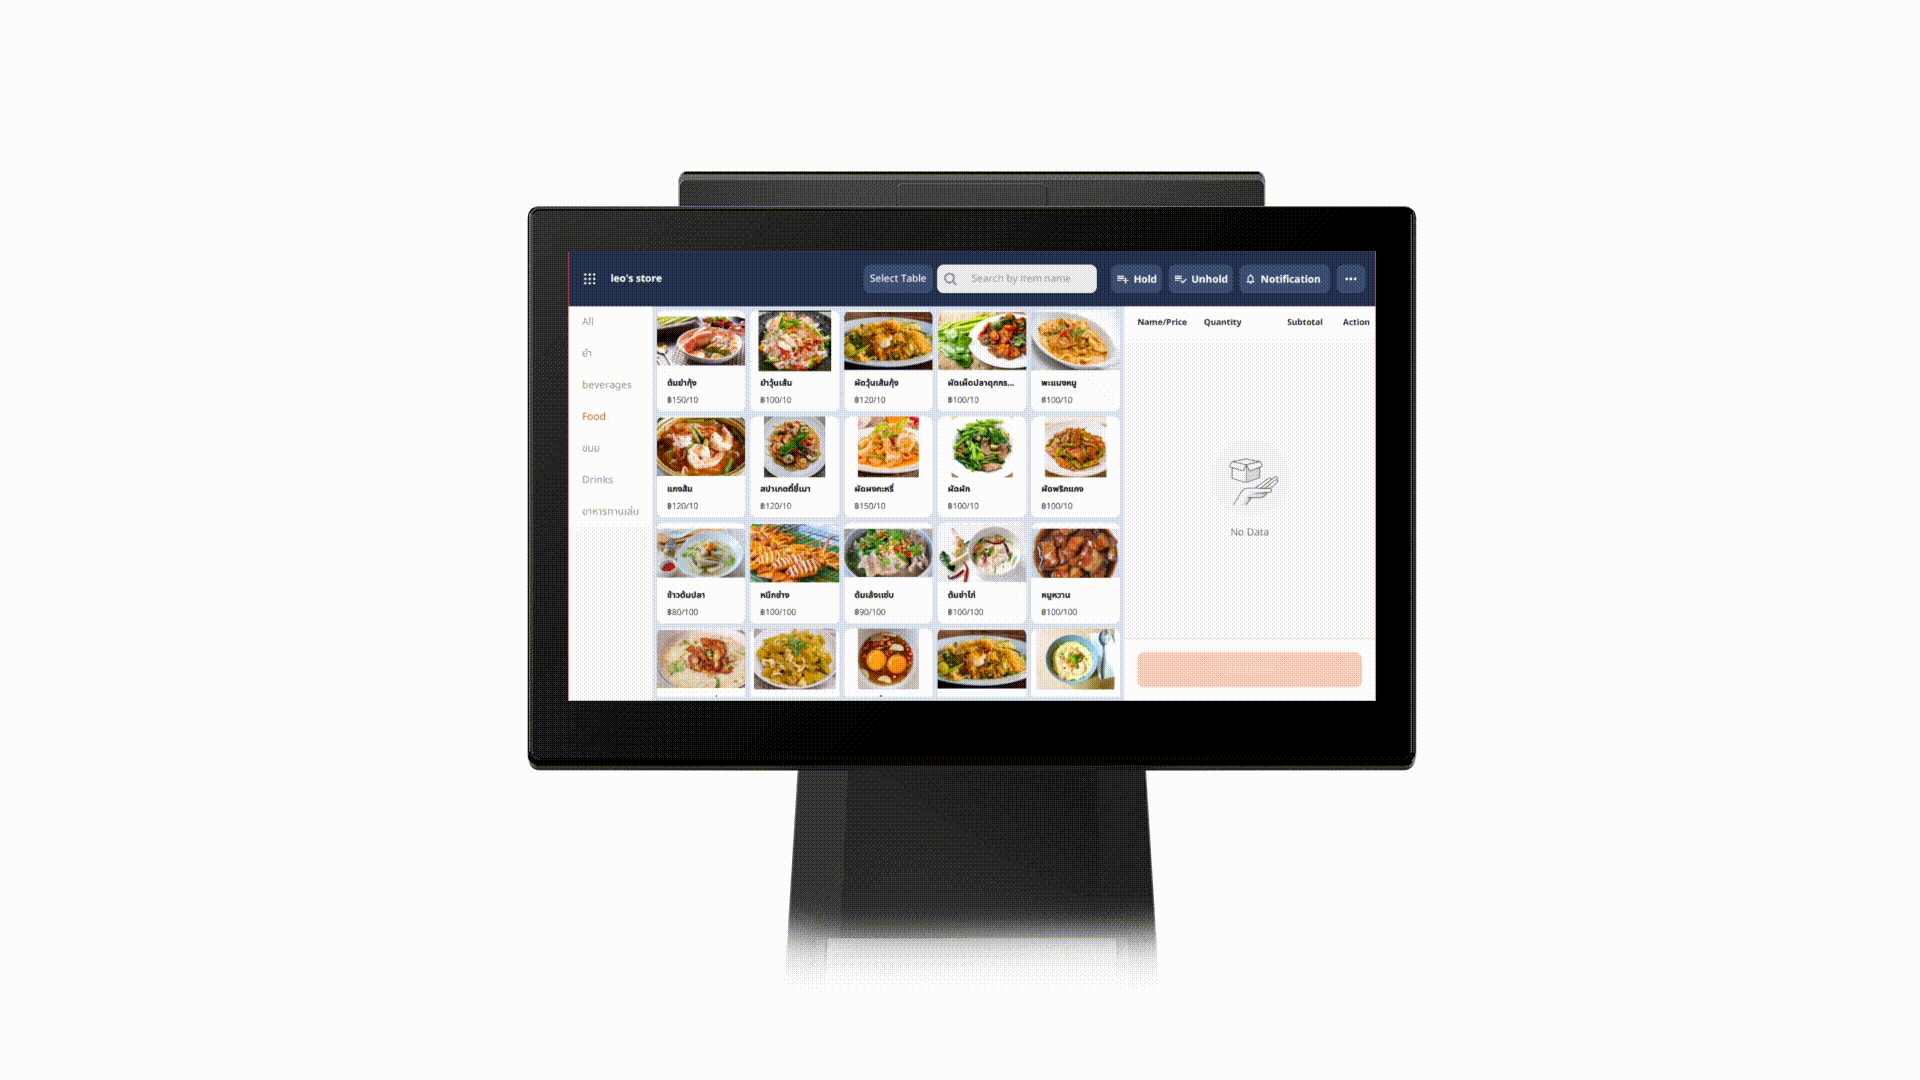 leo's store
Select Table
Search by item name
Hold
Unhold
Notification
All
ยำ
beverages
Food
ขนม
Drinks
อาหารทานเล่น
ต้มยำกุ้ง
฿150/10
ยำวุ้นเส้น
฿100/10
ผัดวุ้นเส้นกุ้ง
฿120/10
ผัดเผ็ดปลาดุกกร...
฿100/10
พะแนงหมู
฿100/10
แกงส้ม
฿120/10
สปาเกตตี้ขี้เมา
฿120/10
ผัดผงกะหรี่
฿150/10
ผัดผัก
฿100/10
ผัดพริกแกง
฿100/10
ข้าวต้มปลา
฿80/100
หมึกย่าง
฿100/100
ต้มเล้งแซ่บ
฿90/100
ต้มข่าไก่
฿100/100
หมูหวาน
฿100/100
Name/Price Quantity Subtotal Action
No Data